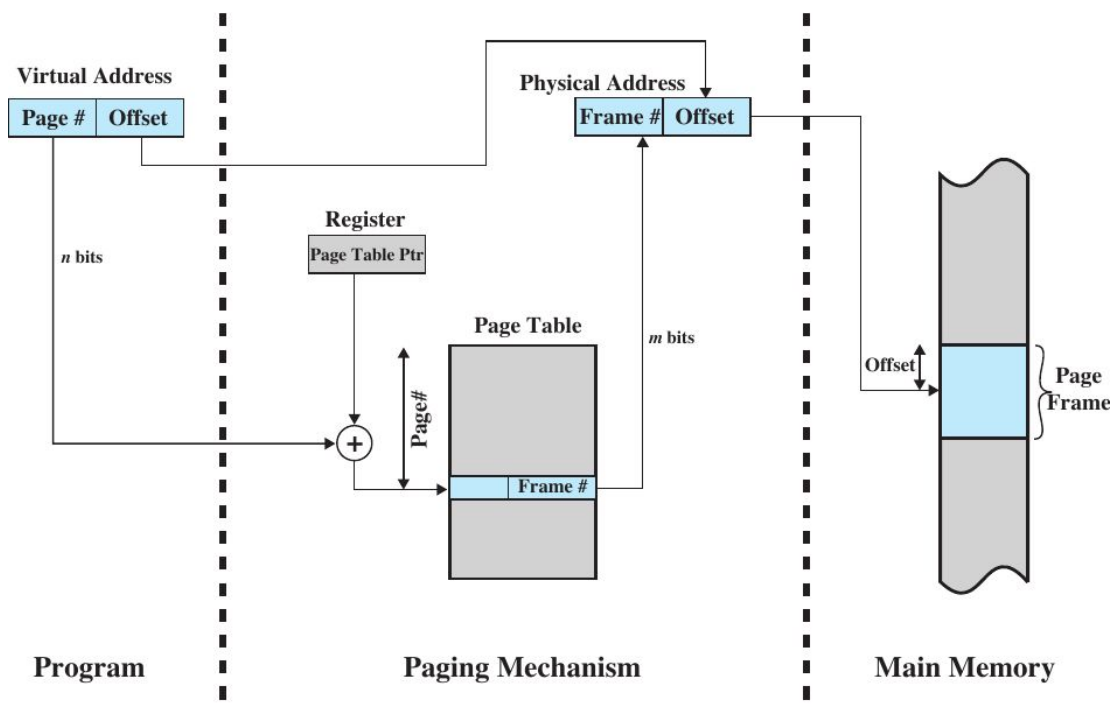 Virtual Address
Page # Offset
Physical Address
Frame # Offset
n bits
Register
Page Table Ptr
Page Table
Page#
+
Frame #
m bits
Offset
Page
Frame
Program
Paging Mechanism
Main Memory